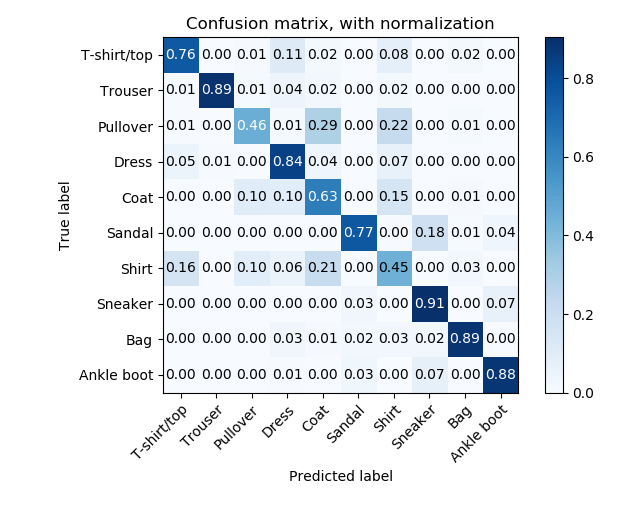 Confusion matrix, with normalization
T-shirt/top 0.76 0.00 0.01 0.11 0.02 0.00 0.08 0.00 0.02 0.00
Trouser 0.01 0.89 0.01 0.04 0.02 0.00 0.02 0.00 0.00 0.00
Pullover 0.01 0.00 0.46 0.01 0.29 0.00 0.22 0.00 0.01 0.00
Dress 0.05 0.01 0.00 0.84 0.04 0.00 0.07 0.00 0.00 0.00
Coat 0.00 0.00 0.10 0.10 0.63 0.00 0.15 0.00 0.01 0.00
Sandal 0.00 0.00 0.00 0.00 0.00 0.77 0.00 0.18 0.01 0.04
Shirt 0.16 0.00 0.10 0.06 0.21 0.00 0.45 0.00 0.03 0.00
Sneaker 0.00 0.00 0.00 0.00 0.00 0.03 0.00 0.91 0.00 0.07
Bag 0.00 0.00 0.00 0.03 0.01 0.02 0.03 0.02 0.89 0.00
Ankle boot 0.00 0.00 0.00 0.01 0.00 0.03 0.00 0.07 0.00 0.88
True label
T-shirt/top Trouser Pullover Dress Coat Sandal Shirt Sneaker Bag Ankle boot
Predicted label
0.8
0.6
0.4
0.2
0.0